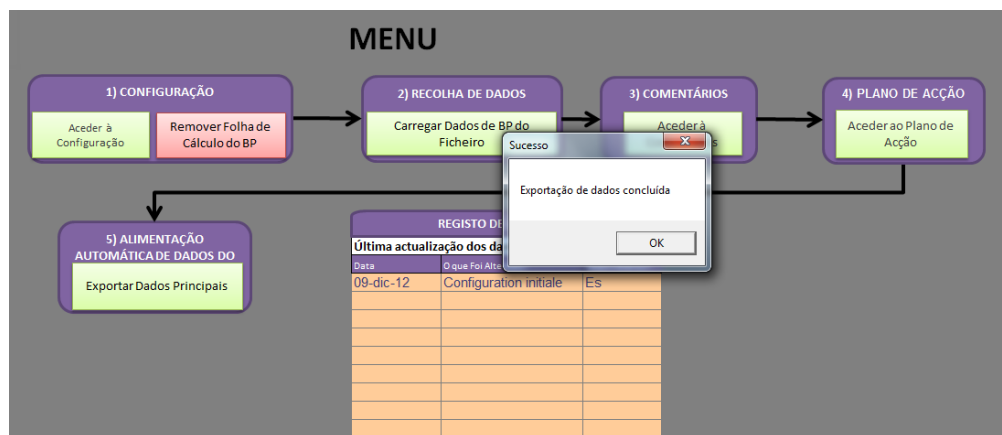 MENU
1) CONFIGURAÇÃO
Aceder à
Configuração
Remover Folha de
Cálculo do BP
2) RECOLHA DE DADOS
Carregar Dados de BP do
Ficheiro
3) COMENTÁRIOS
Aceder à
4) PLANO DE ACÇÃO
Aceder ao Plano de
Acção
Sucesso
Exportação de dados concluída
OK
5) ALIMENTAÇÃO
AUTOMÁTICA DE DADOS DO
Exportar Dados Principais
REGISTO DE
Última actualização dos
Data
O que Foi
09-dic-12
Configuration initiale
Es